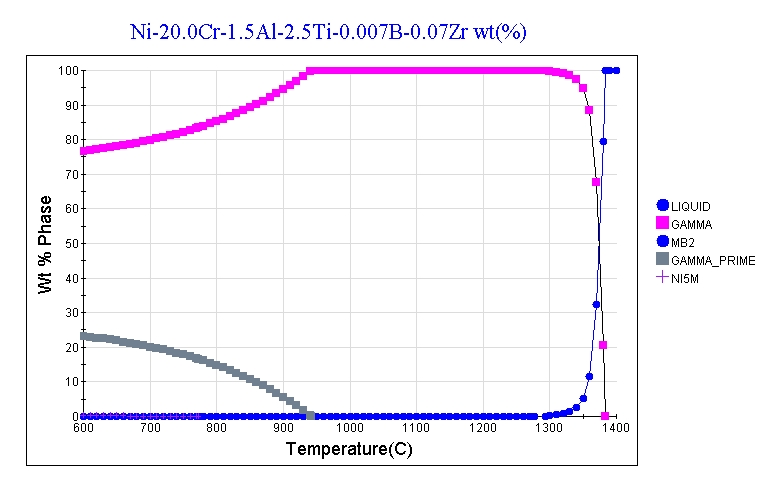 Ni-20.0Cr-1.5Al-2.5Ti-0.007B-0.07Zr wt(%)
100
90
80
70
60
50
40
30
20
10
0
Wt % Phase
600 700 800 900 1000 1100 1200 1300 1400
Temperature(C)
LIQUID
GAMMA
MB2
GAMMA_PRIME
NI5M